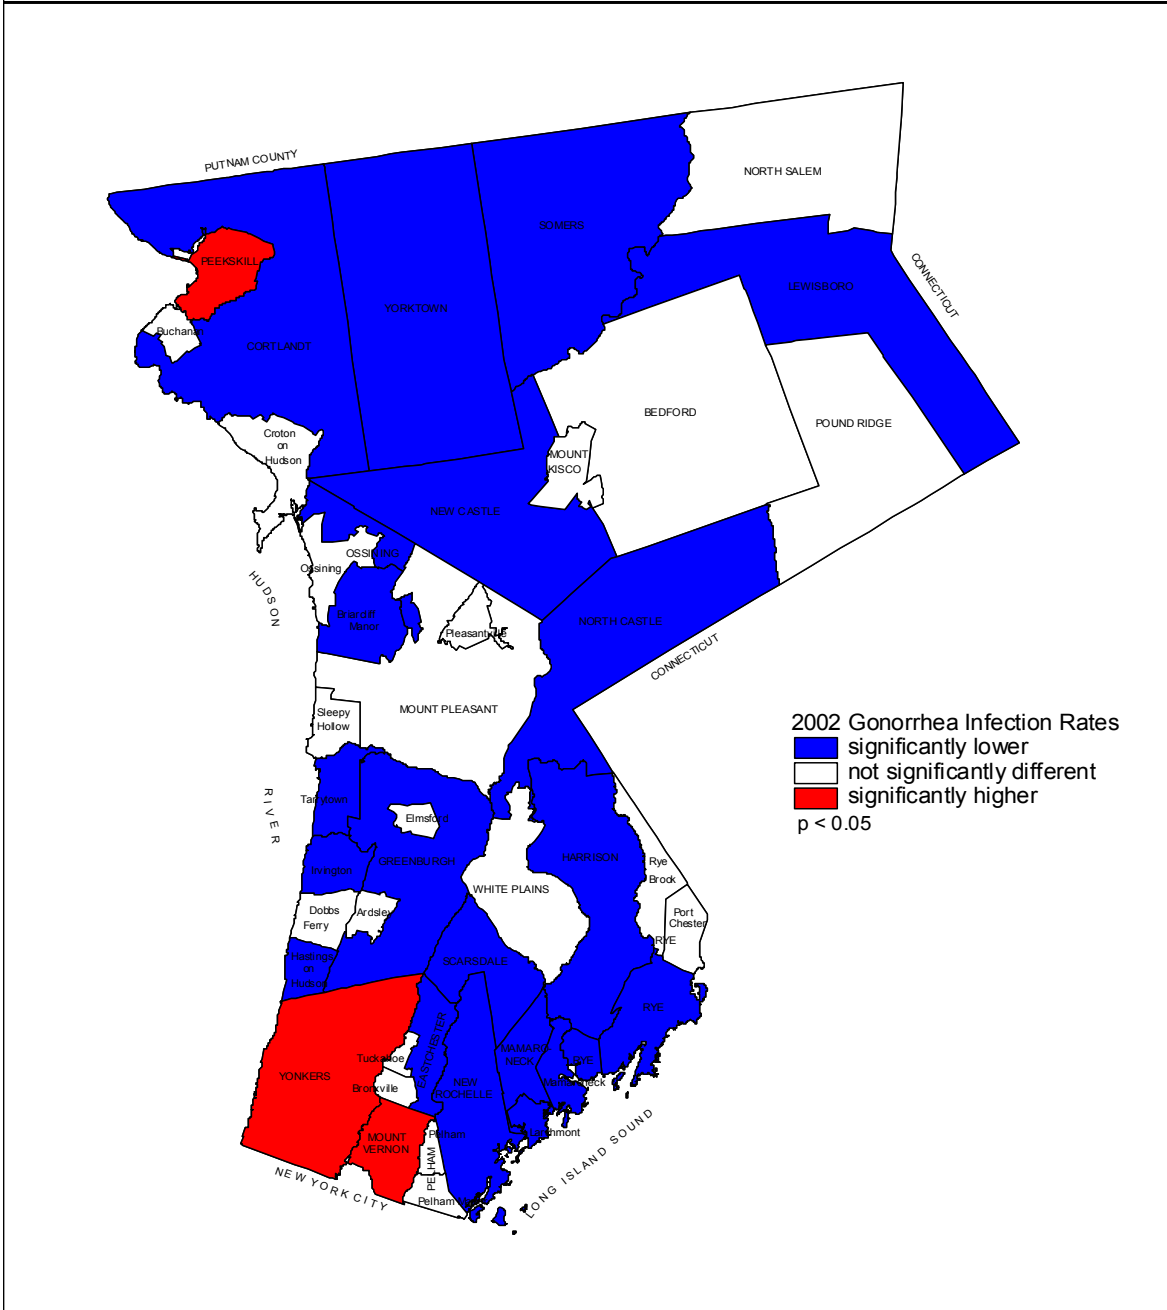 PUTNAM COUNTY
NORTH SALEM
SOMERS
PEEKSKILL
CONNECTICUT
LEWISBORO
YORKTOWN
Buchanan
CORTLANDT
BEDFORD
POUND RIDGE
Croton
on
Hudson
MOUNT
KISCO
NEW CASTLE
OSSINING
Ossining
HUDSON
Briarcliff
Manor
NORTH CASTLE
Pleasantville
CONNECTICUT
MOUNT PLEASANT
Sleepy
Hollow
2002 Gonorrhea Infection Rates
significantly lower
not significantly different
significantly higher
p < 0.05
RIVER
Tarrytown
Elmsford
GREENBURGH
HARRISON
Rye
Brook
Irvington
WHITE PLAINS
Dobbs
Ferry
Ardsley
Port
Chester
RYE
SCARSDALE
Hastings
on
Hudson
RYE
EASTCHESTER
MAMARO
NECK
Tuckahoe
RYE
YONKERS
Bronxville
NEW
ROCHELLE
Mamaroneck
MOUNT
VERNON
Pelham
Larchmont
PELHAM
Pelham
NEW YORK CITY
LONG ISLAND SOUND